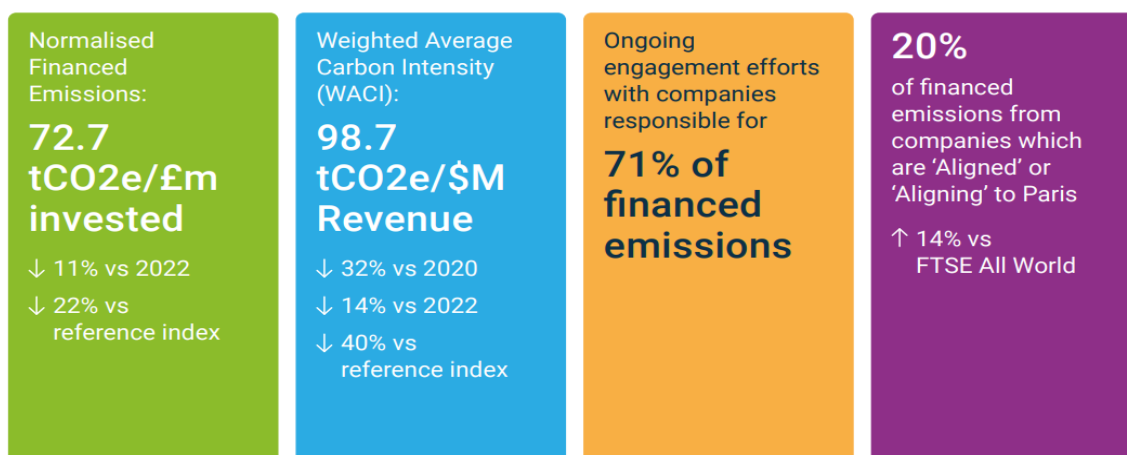 Normalised
Financed
Emissions:
72.7
tCO2e/£m
invested
↓ 11% vs 2022
↓ 22% vs
reference index
Weighted Average
Carbon Intensity
(WACI):
98.7
tCO2e/$M
Revenue
↓ 32% vs 2020
↓ 14% vs 2022
↓ 40% vs
reference index
Ongoing
engagement efforts
with companies
responsible for
71% of
financed
emissions
20%
of financed
emissions from
companies which
are ‘Aligned’ or
‘Aligning’ to Paris
↑ 14% vs
FTSE All World